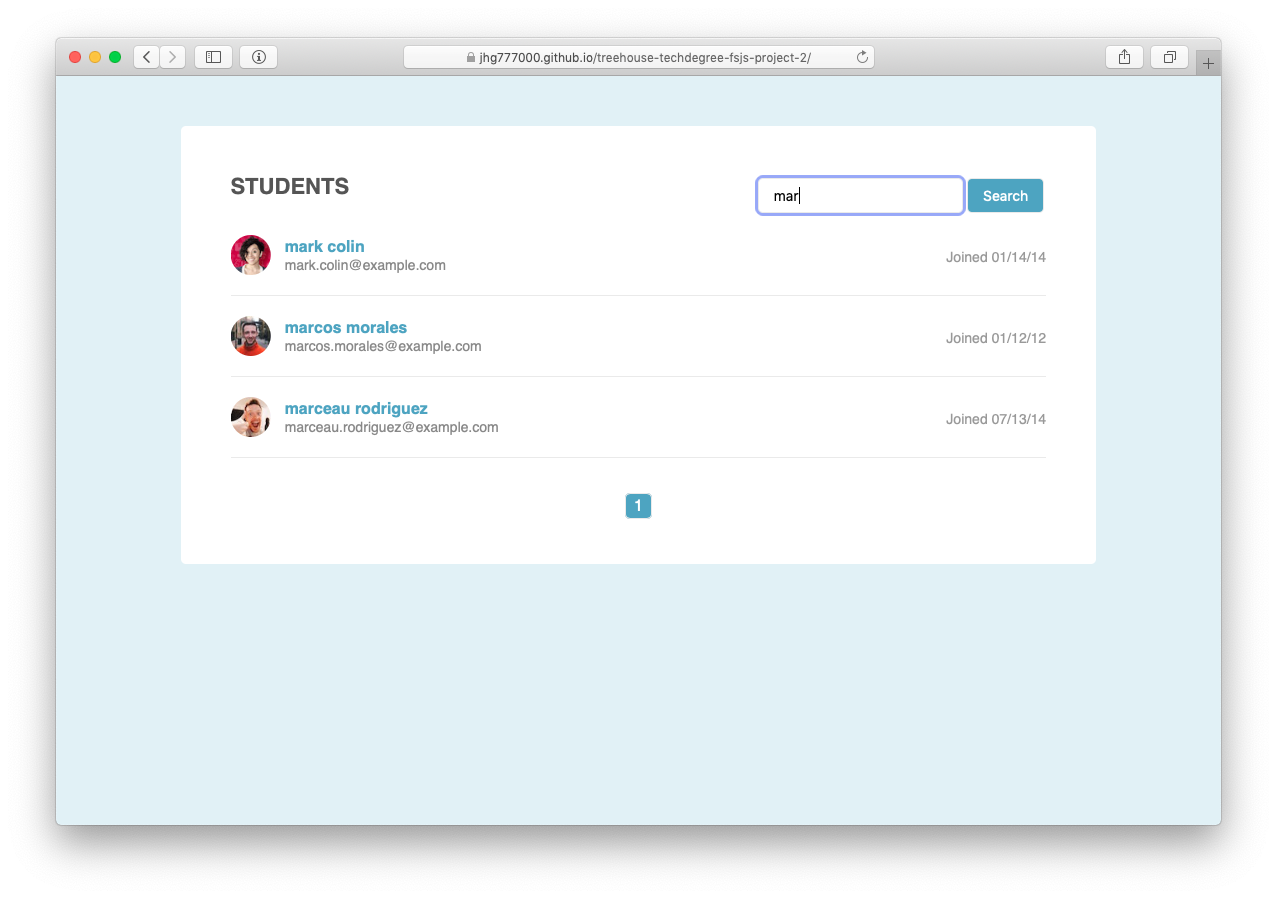 jhg777000.github.io/treehouse-techdegree-fsjs-project-2/
STUDENTS
mar
Search
mark colin
mark.colin@example.com
Joined 01/14/14
marcos morales
marcos.morales@example.com
Joined 01/12/12
marceau rodriguez
marceau.rodriguez@example.com
Joined 07/13/14
1